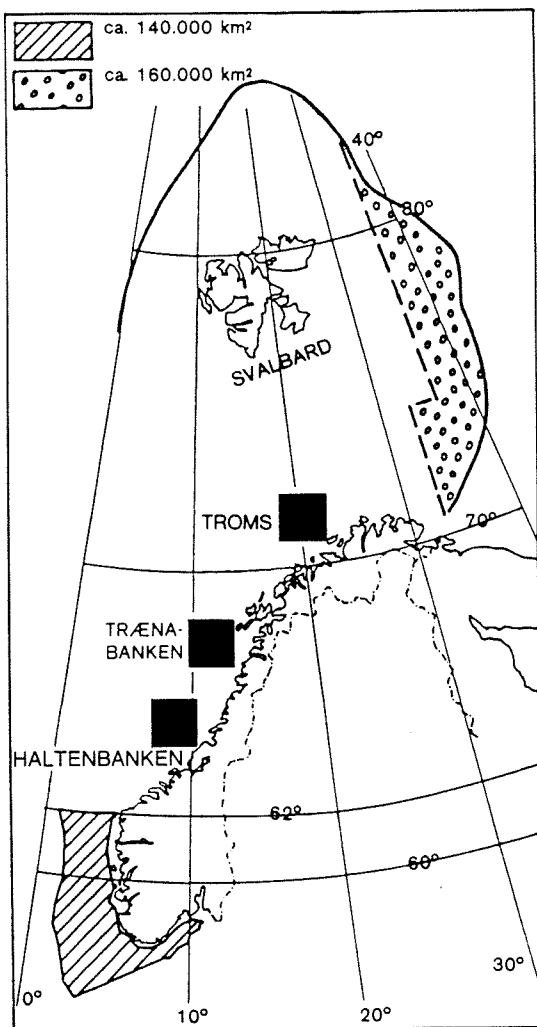 ca. 140.000 km²
ca. 160.000 km²
40°
80°
SVALBARD
TROMS
70°
TRÆNA-
BANKEN
HALTENBANKEN
62°
60°
0°
10°
20°
30°